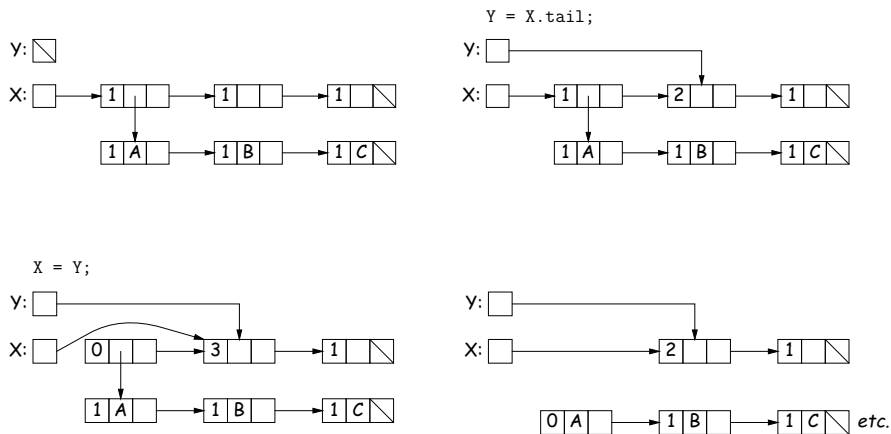 Y:
X:
1 1 1
1 A 1 B 1 C
Y = X.tail;
Y:
X:
1 2 1
1 A 1 B 1 C
X = Y;
Y:
X:
0 3 1
1 A 1 B 1 C
Y:
X:
2 1
0 A 1 B 1 C etc.